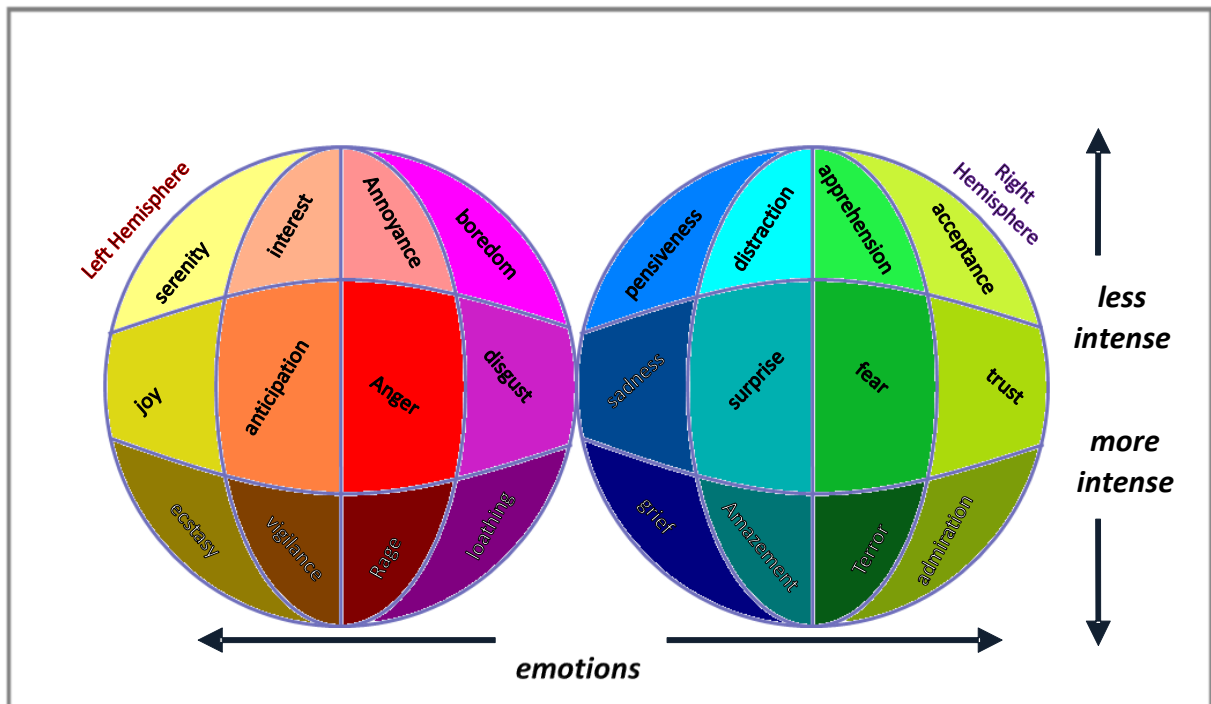 Left Hemisphere
serenity
interest
Annoyance
boredom
pensiveness
distraction
apprehension
acceptance
Right
Hemisphere
less
intense
joy
anticipation
Anger
disgust
sadness
surprise
fear
trust
more
intense
ecstasy
vigilance
Rage
loathing
grief
Amazement
Terror
admiration
emotions